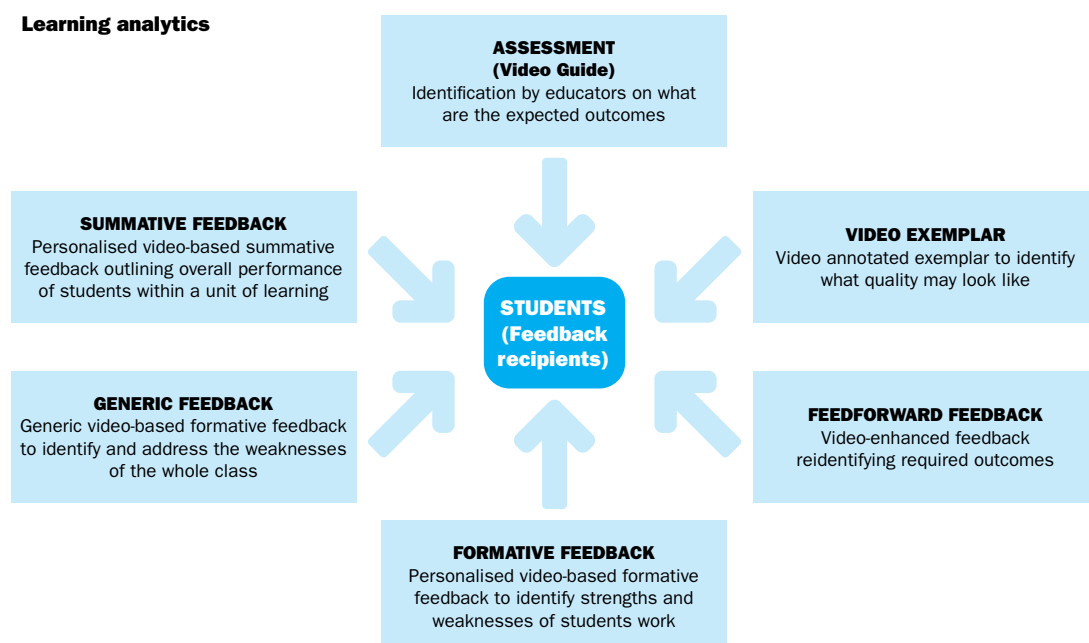 Learning analytics
ASSESSMENT
(Video Guide)
Identification by educators on what
are the expected outcomes
SUMMATIVE FEEDBACK
Personalised video-based summative
feedback outlining overall performance
of students within a unit of learning
VIDEO EXEMPLAR
Video annotated exemplar to identify
what quality may look like
STUDENTS
(Feedback
recipients)
GENERIC FEEDBACK
Generic video-based formative feedback
to identify and address the weaknesses
of the whole class
FEEDFORWARD FEEDBACK
Video-enhanced feedback
reidentifying required outcomes
FORMATIVE FEEDBACK
Personalised video-based formative
feedback to identify strengths and
weaknesses of students work